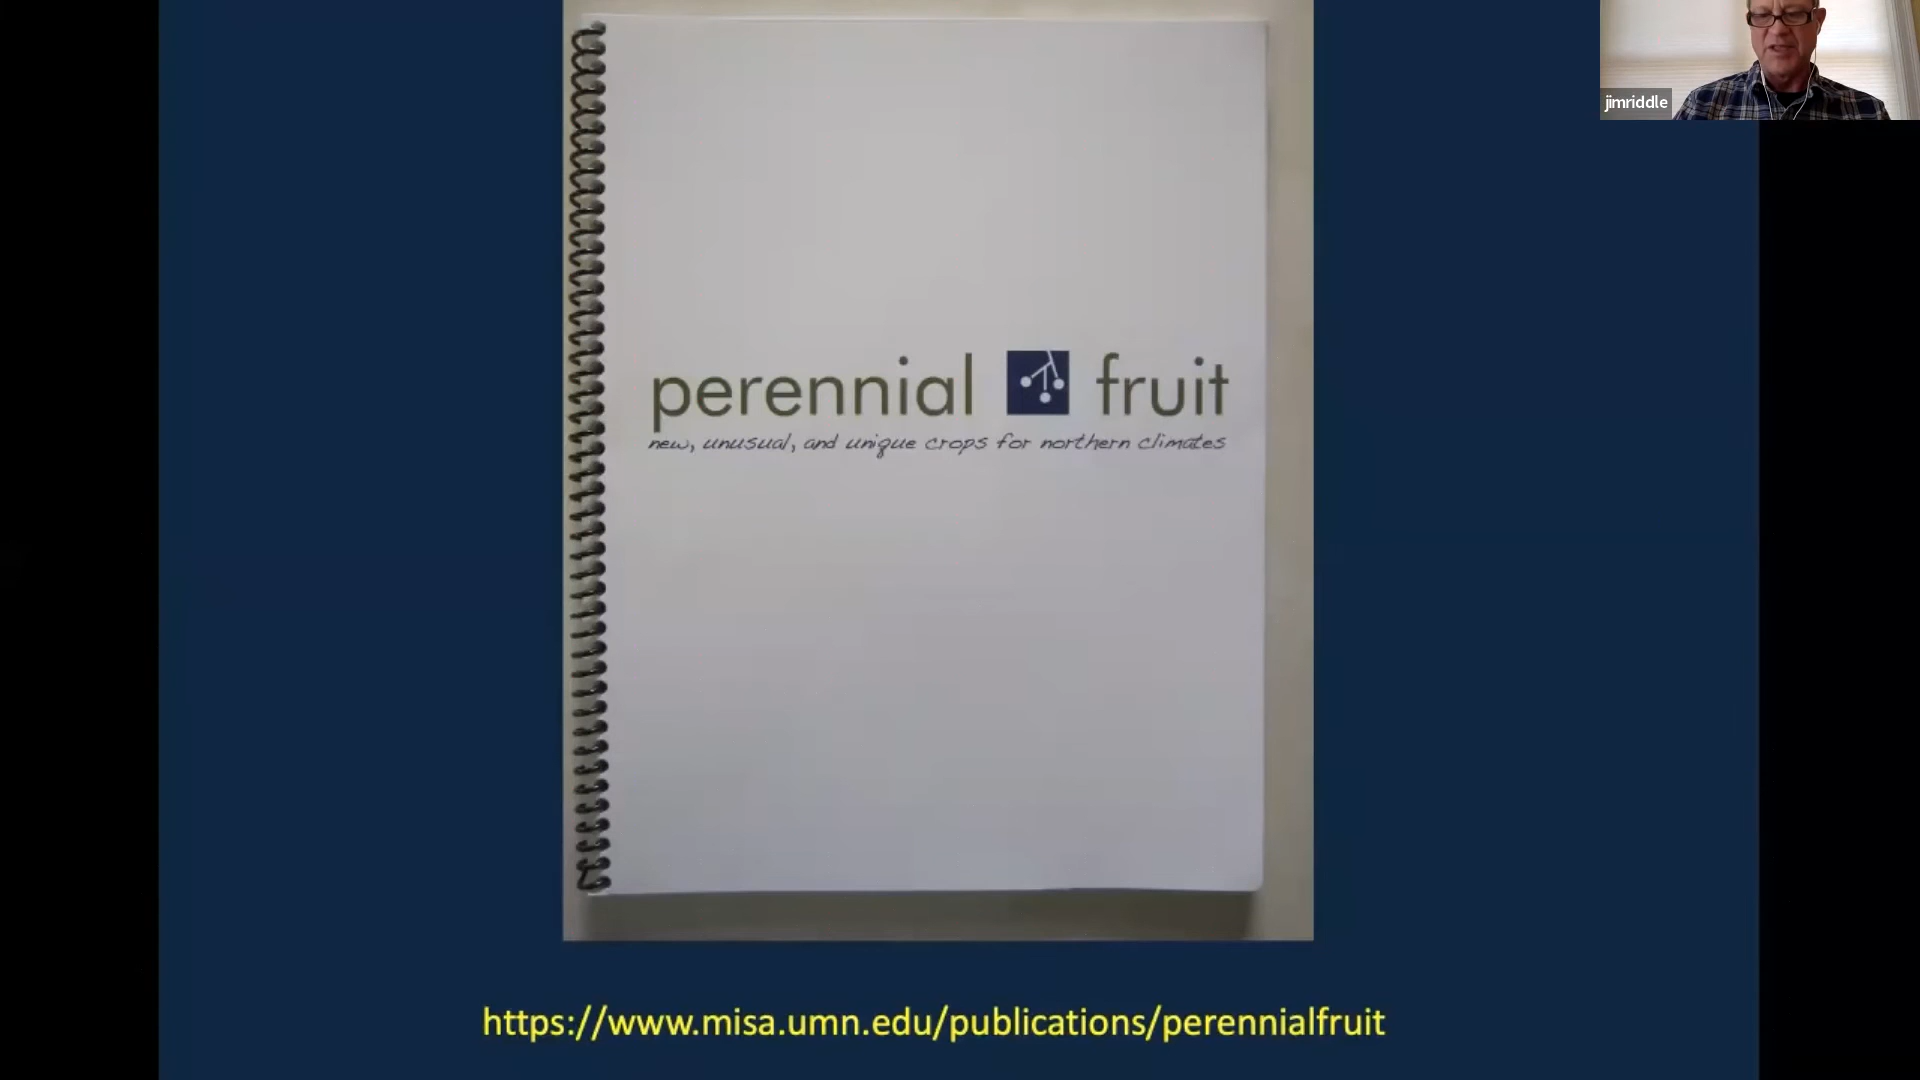 jimriddle
perennial fruit
new, unusual, and unique crops for northern climates
https://www.misa.umn.edu/publications/perennialfruit